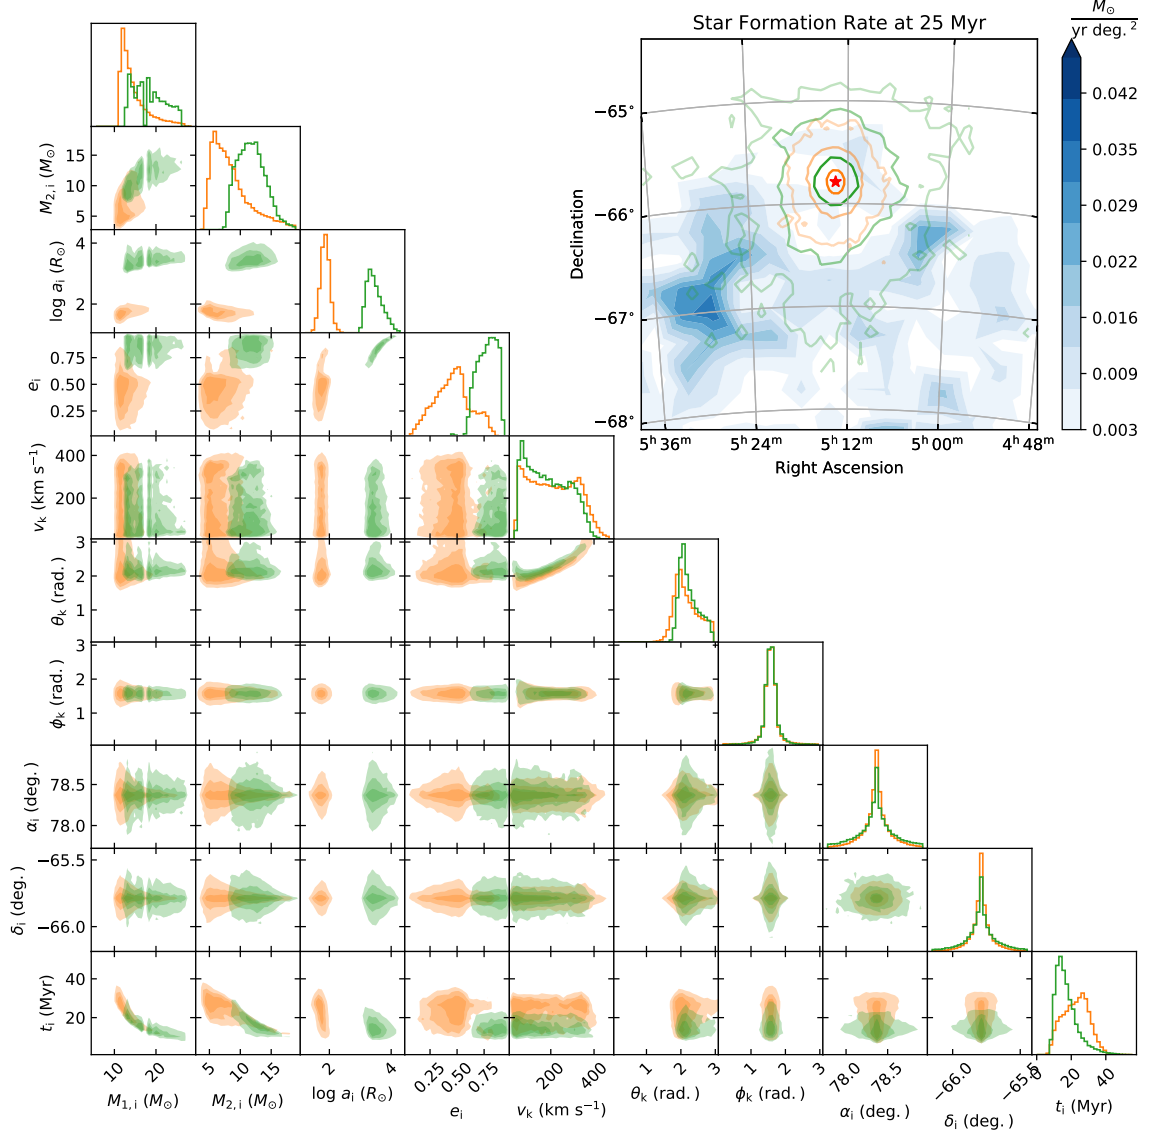 Star Formation Rate at 25 Myr
M⊙
yr deg. 2
0.042
0.035
0.029
0.022
0.016
0.009
0.003
−65°
−66°
−67°
−68°
Declination
5h 36m 5h 24m 5h 12m 5h 00m 4h 48m
Right Ascension
15
10
5
M2, i (M⊙)
4
2
log ai (R⊙)
0.75
0.50
0.25
ei
400
200
vk (km s−1)
3
2
1
θk (rad.)
3
2
1
ϕk (rad.)
78.5
78.0
αi (deg.)
−65.5
−66.0
δi (deg.)
40
20
ti (Myr)
10 20
M1, i (M⊙)
5 10 15
M2, i (M⊙)
2 4
log ai (R⊙)
0.25 0.50 0.75
ei
200 400
vk (km s−1)
1 2 3
θk (rad.)
1 2 3
ϕk (rad.)
78.0 78.5
αi (deg.)
−66.0
δi (deg.)
20 40
ti (Myr)